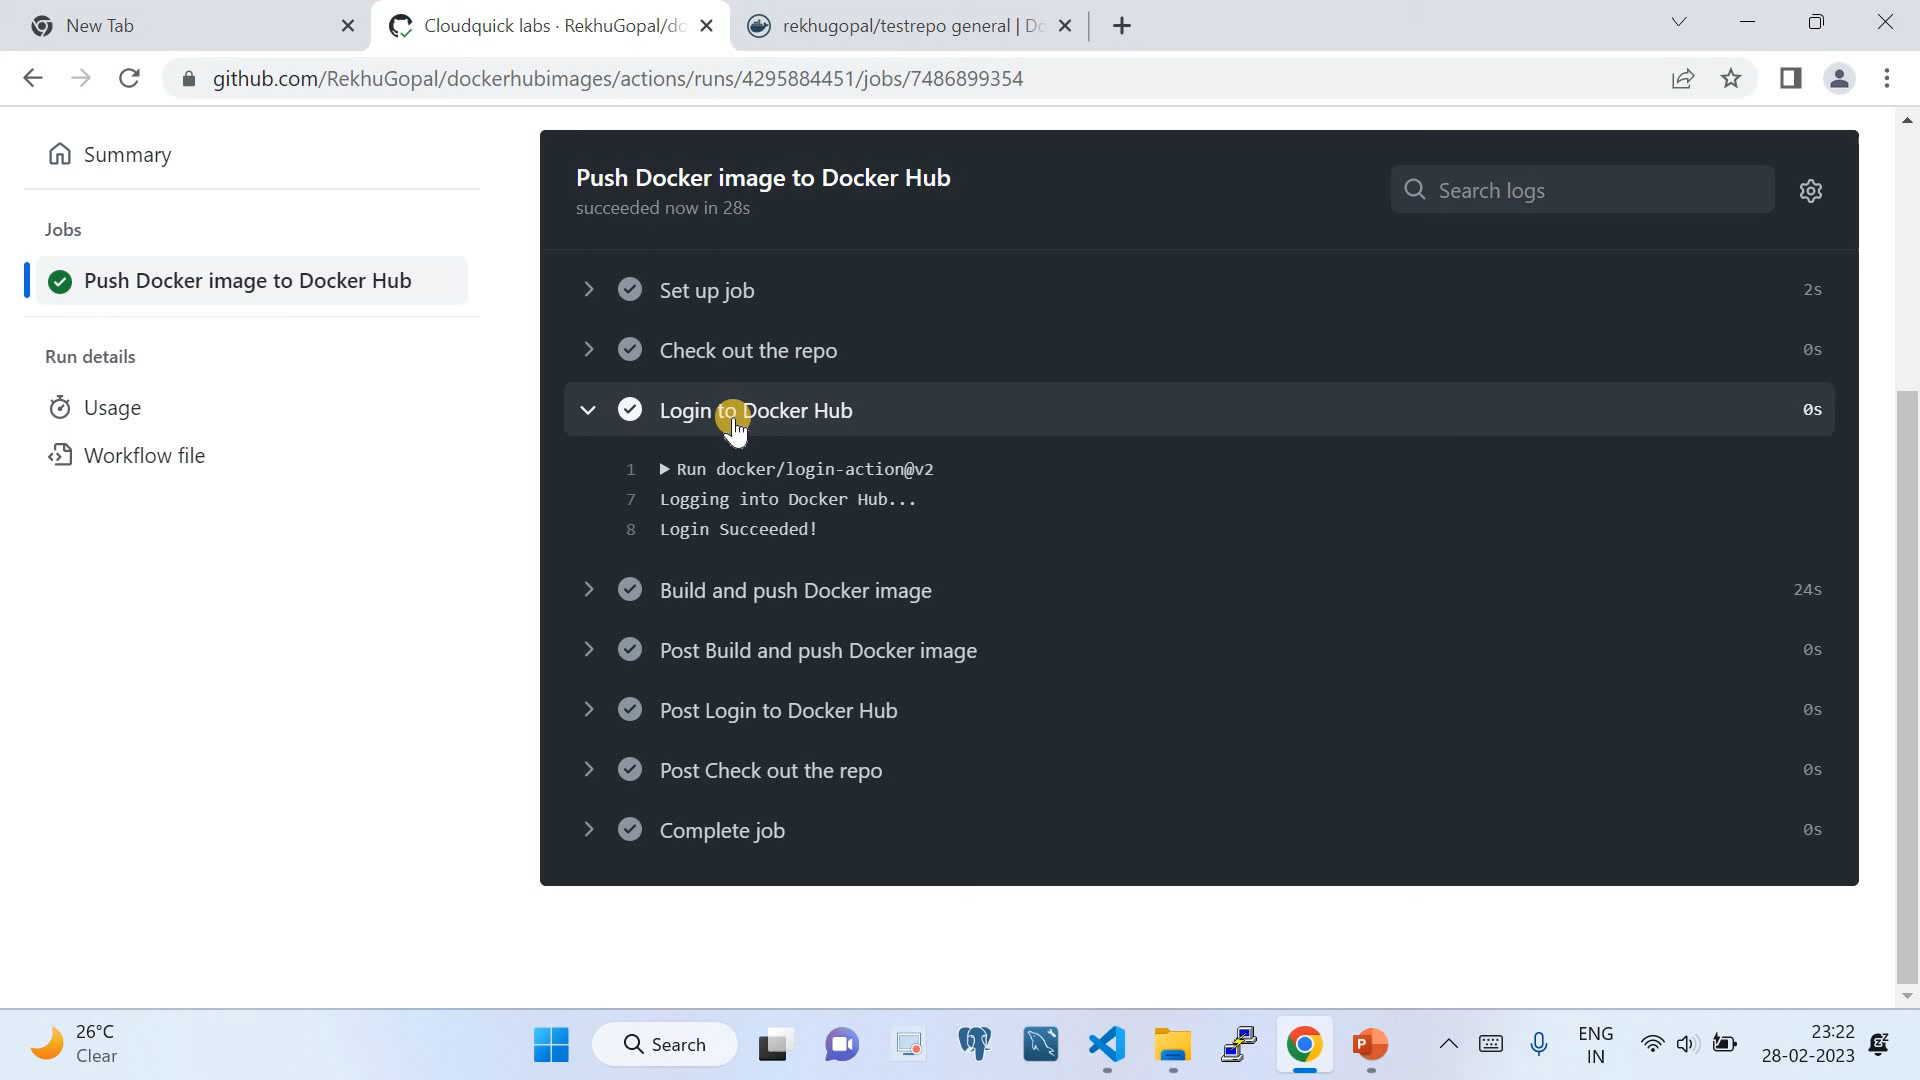 New Tab
Cloudquick labs · RekhuGopal/do
rekhugopal/testrepo general | Do
github.com/RekhuGopal/dockerhubimages/actions/runs/4295884451/jobs/7486899354
Summary
Jobs
Push Docker image to Docker Hub
Run details
Usage
Workflow file
Push Docker image to Docker Hub
succeeded now in 28s
Search logs
Set up job 2s
Check out the repo 0s
Login to Docker Hub 0s
1 Run docker/login-action@v2
7 Logging into Docker Hub...
8 Login Succeeded!
Build and push Docker image 24s
Post Build and push Docker image 0s
Post Login to Docker Hub 0s
Post Check out the repo 0s
Complete job 0s
26°C
Clear
Search
ENG
IN
23:22
28-02-2023